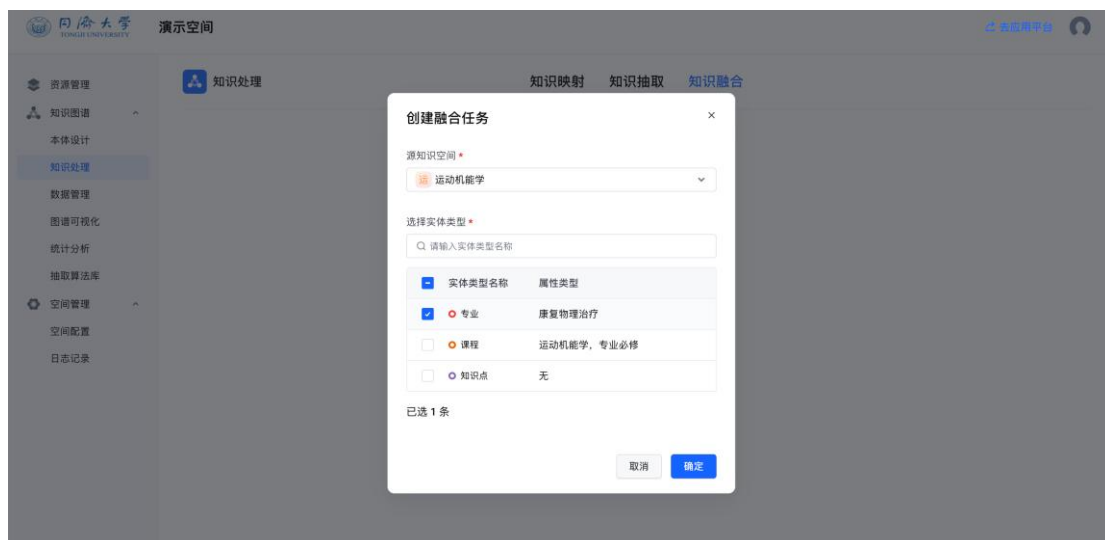 同济大学
TONGJI UNIVERSITY
演示空间
去应用平台
资源管理
知识图谱
本体设计
知识处理
数据管理
图谱可视化
统计分析
抽取算法库
空间管理
空间配置
日志记录
知识处理
知识映射 知识抽取 知识融合
创建融合任务
源知识空间 *
运 运动机能学
选择实体类型 *
请输入实体类型名称
实体类型名称 属性类型
专业 康复物理治疗
课程 运动机能学，专业必修
知识点 无
已选 1 条
取消 确定